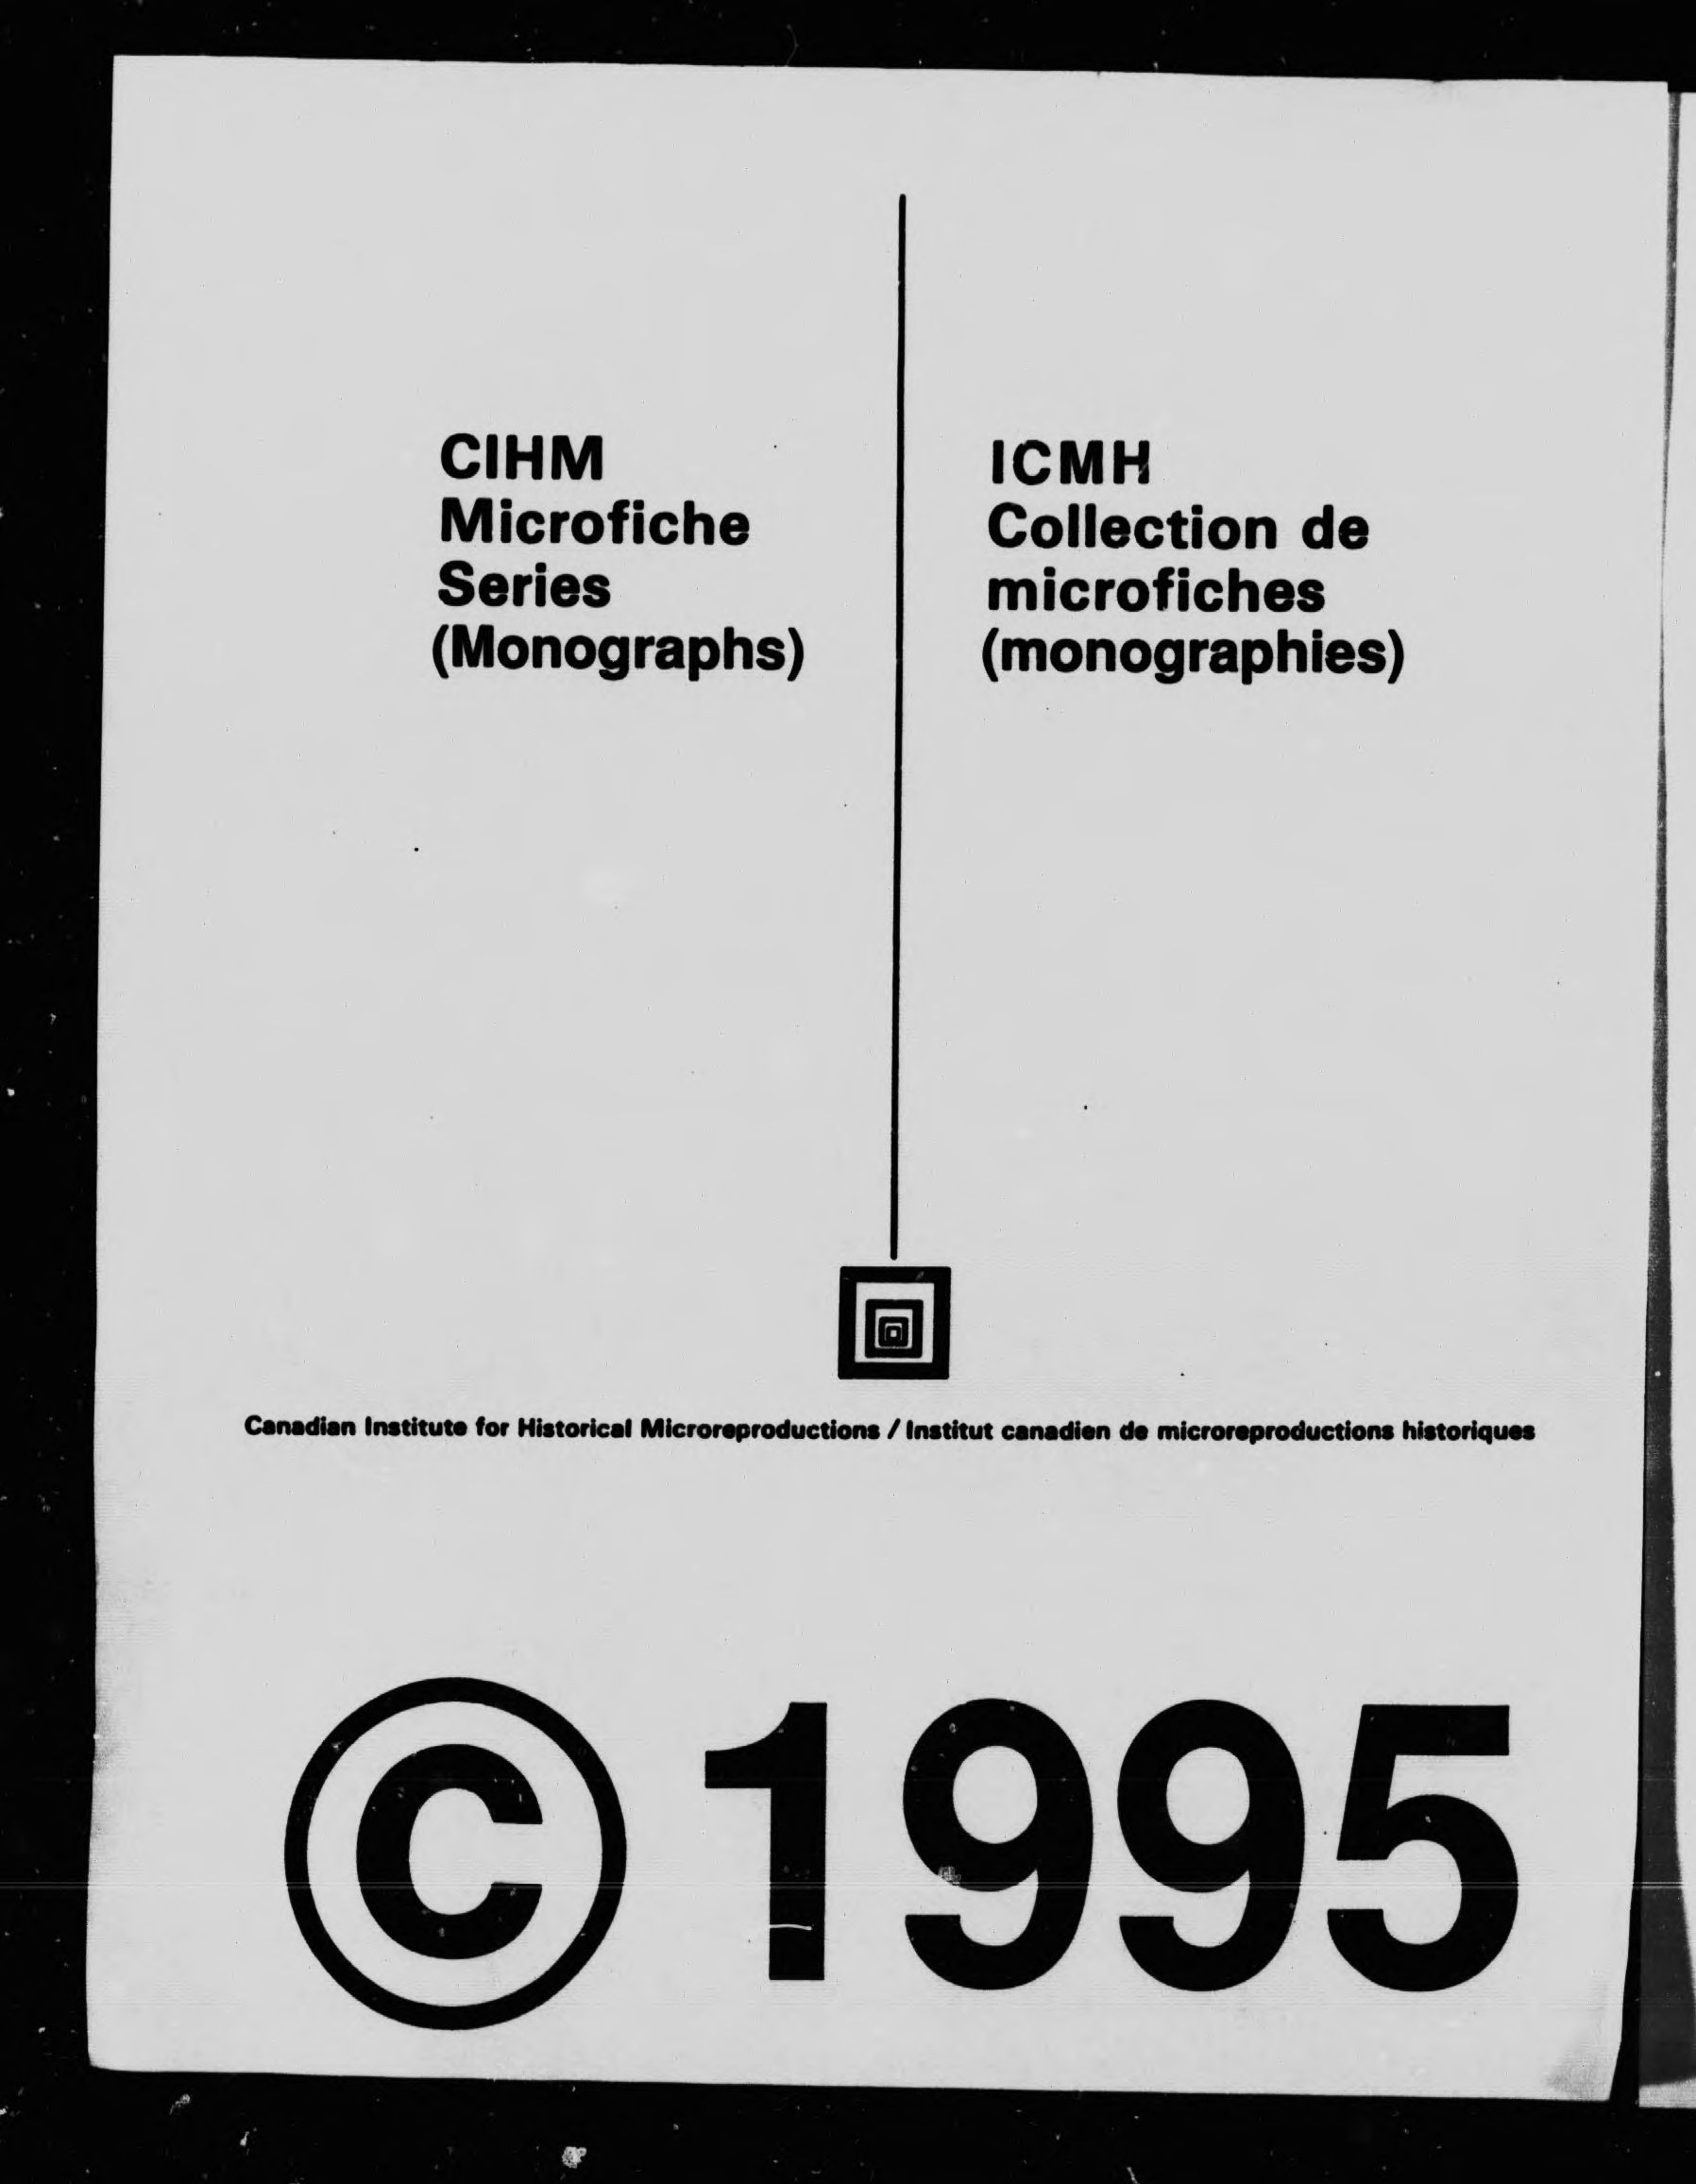 CIHM
Microfiche
Series
(Monographs)
ICMH
Collection de
microfiches
(monographies)
Canadian Institute for Historical Microreproductions / Institut canadien de microreproductions historiques
© 1995